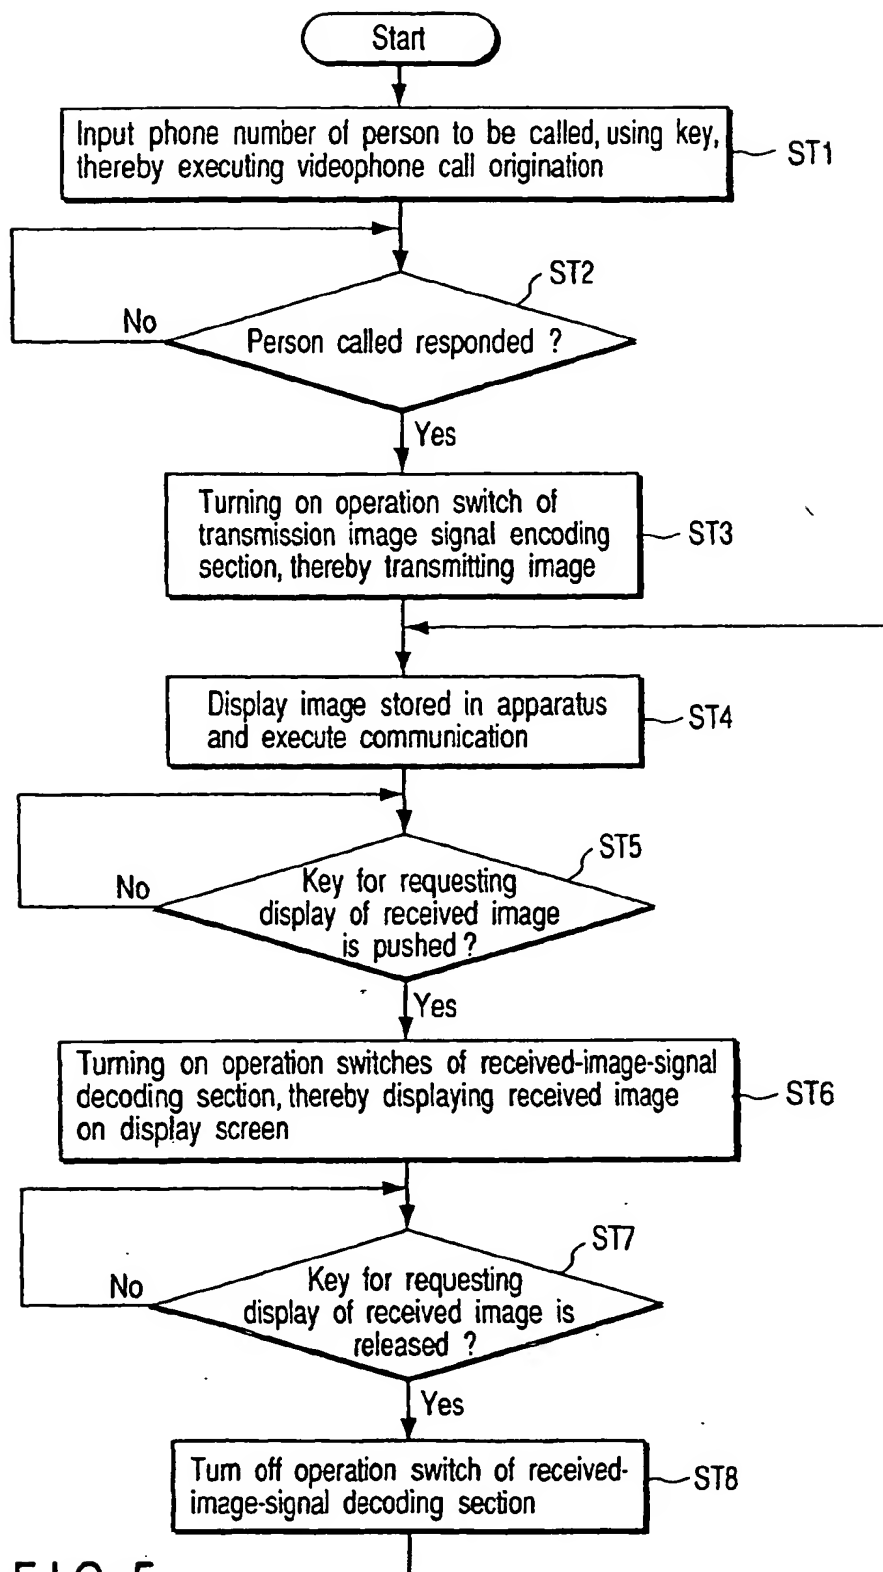 Start
Input phone number of person to be called, using key,
thereby executing videophone call origination
ST1
ST2
No
Person called responded ?
Yes
Turning on operation switch of
transmission image signal encoding
section, thereby transmitting image
ST3
Display image stored in apparatus
and execute communication
ST4
ST5
No
Key for requesting
display of received image
is pushed ?
Yes
Turning on operation switches of received-image-signal
decoding section, thereby displaying received image
on display screen
ST6
ST7
No
Key for requesting
display of received image is
released ?
Yes
Turn off operation switch of received-
image-signal decoding section
ST8